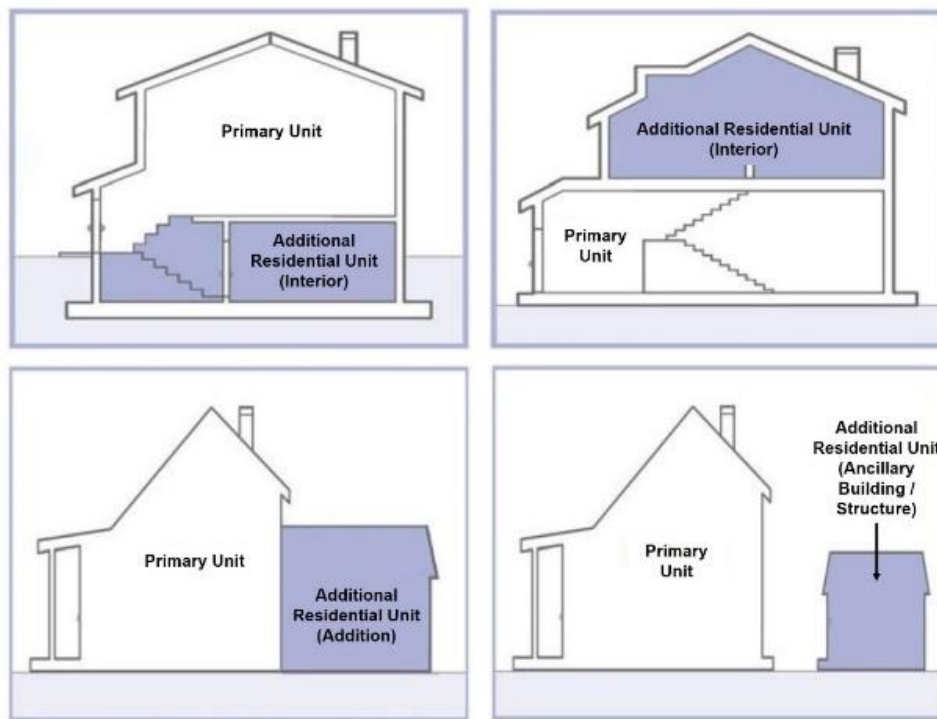 Primary Unit
Additional
Residential Unit
(Interior)
Additional Residential Unit
(Interior)
Primary
Unit
Primary Unit
Additional
Residential Unit
(Addition)
Primary
Unit
Additional
Residential Unit
(Ancillary
Building /
Structure)